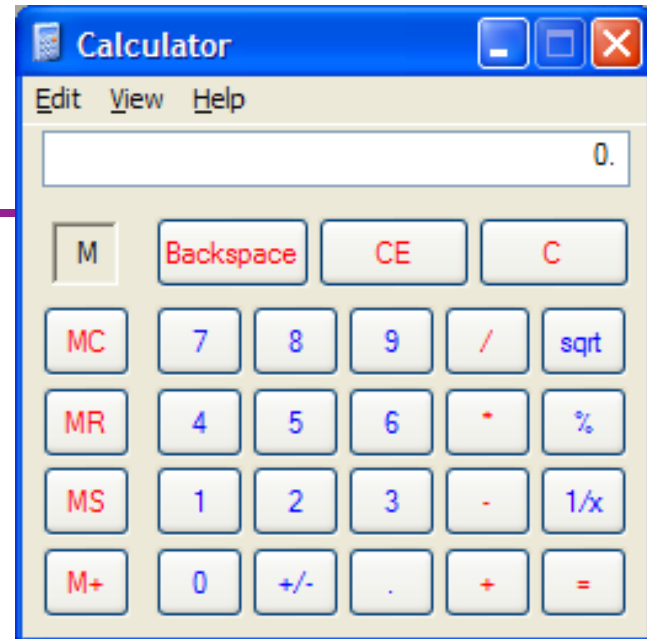 Calculator
Edit View Help
0.
M Backspace CE C
MC 7 8 9 / sqrt
MR 4 5 6 * %
MS 1 2 3 - 1/x
M+ 0 +/- . + =